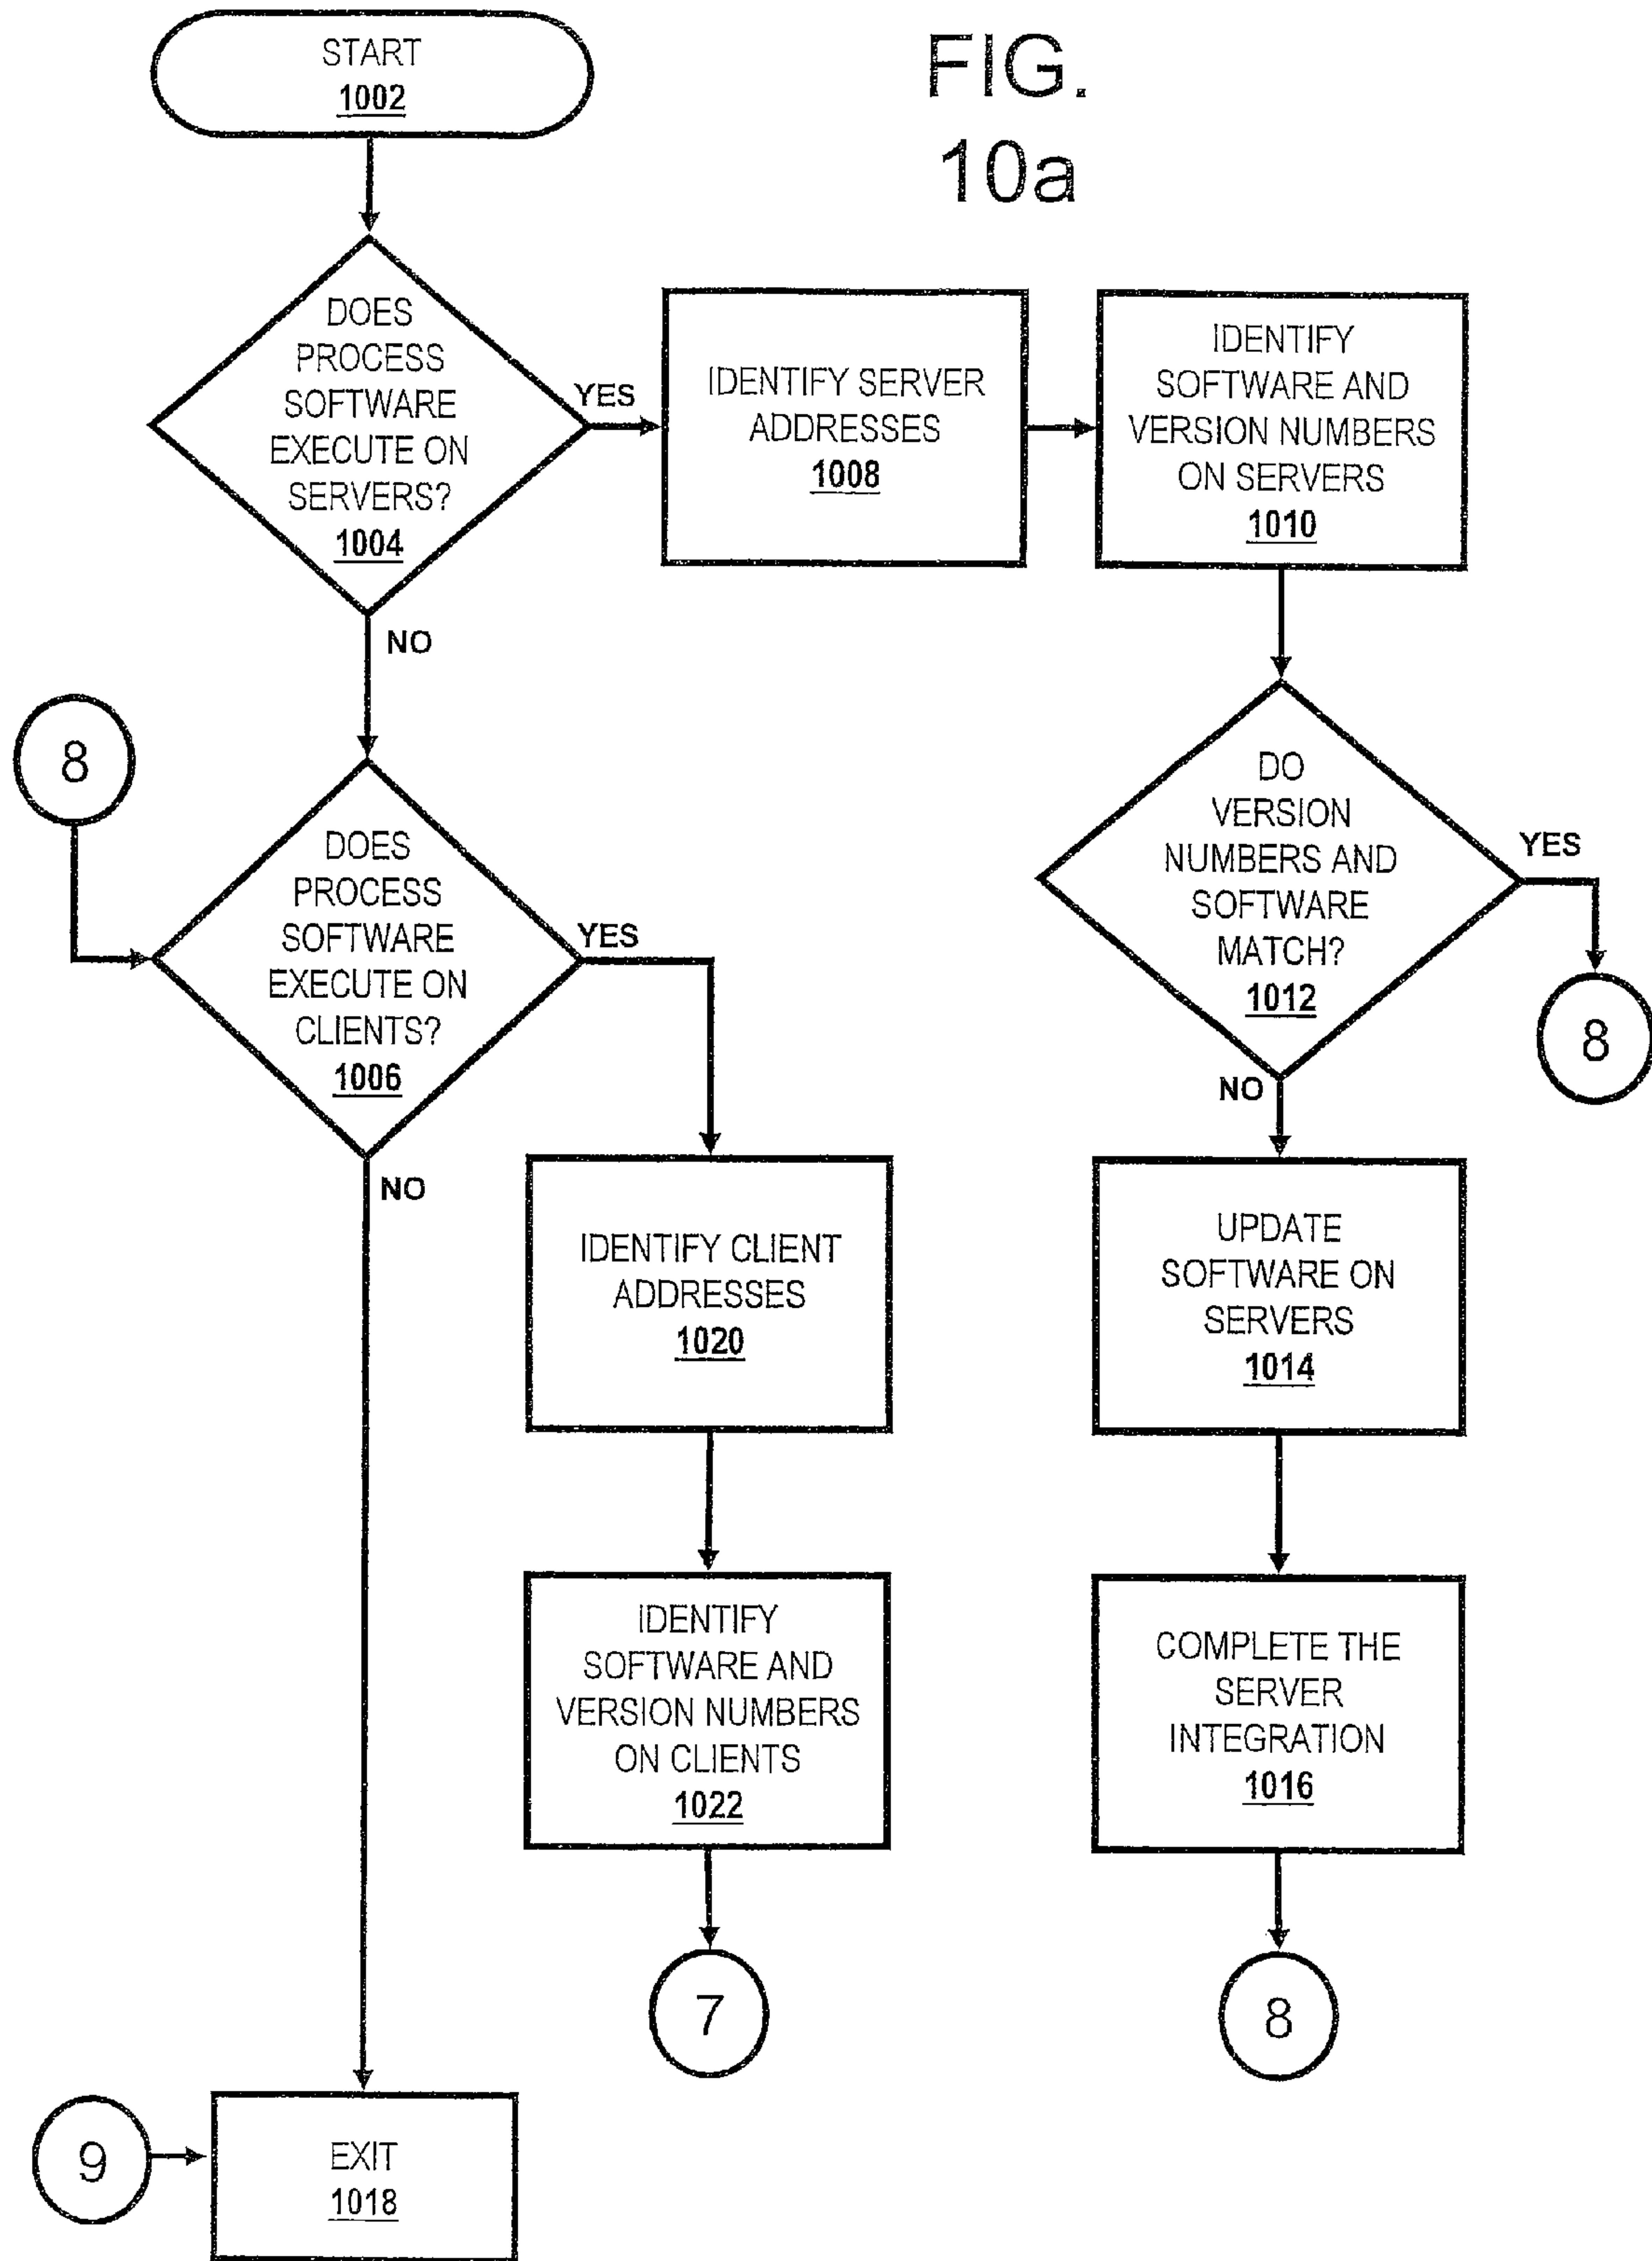 START
1002
FIG.
10a
DOES
PROCESS
SOFTWARE
EXECUTE ON
SERVERS?
1004
YES
IDENTIFY SERVER
ADDRESSES
1008
IDENTIFY
SOFTWARE AND
VERSION NUMBERS
ON SERVERS
1010
NO
8
DOES
PROCESS
SOFTWARE
EXECUTE ON
CLIENTS?
1006
YES
DO
VERSION
NUMBERS AND
SOFTWARE
MATCH?
1012
YES
8
NO
NO
IDENTIFY CLIENT
ADDRESSES
1020
UPDATE
SOFTWARE ON
SERVERS
1014
IDENTIFY
SOFTWARE AND
VERSION NUMBERS
ON CLIENTS
1022
COMPLETE THE
SERVER
INTEGRATION
1016
7
8
9
EXIT
1018